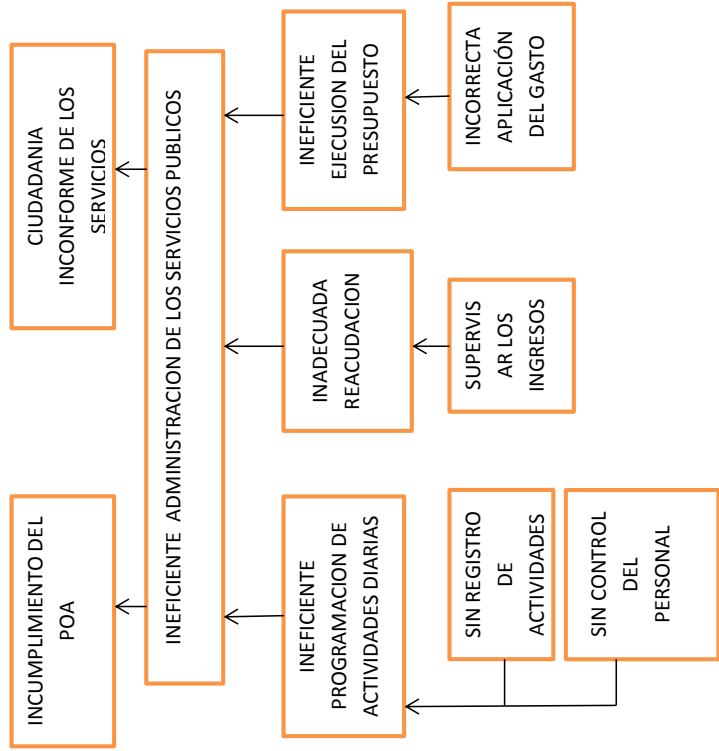 INCUMPLIMIENTO DEL
POA
CIUDADANIA
INCONFORME DE LOS
SERVICIOS
INEFICIENTE ADMINISTRACION DE LOS SERVICIOS PUBLICOS
INEFICIENTE
PROGRAMACION DE
ACTIVIDADES DIARIAS
INADECUADA
REACUDACION
INEFICIENTE
EJECUSION DEL
PRESUPUESTO
SIN REGISTRO
DE
ACTIVIDADES
SIN CONTROL
DEL
PERSONAL
SUPERVIS
AR LOS
INGRESOS
INCORRECTA
APLICACIÓN
DEL GASTO